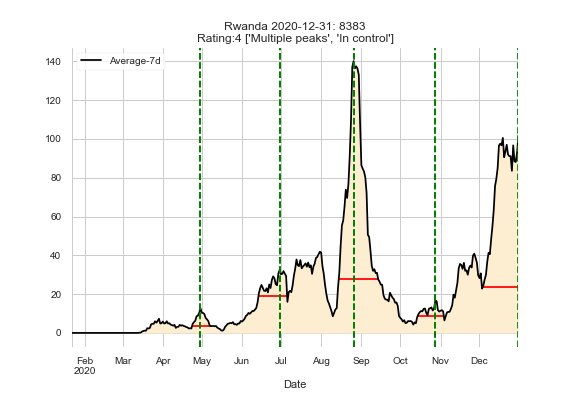 Rwanda 2020-12-31: 8383
Rating:4 ['Multiple peaks', 'In control']
Average-7d
140
120
100
80
60
40
20
0
Feb Mar Apr May Jun Jul Aug Sep Oct Nov Dec
2020
Date